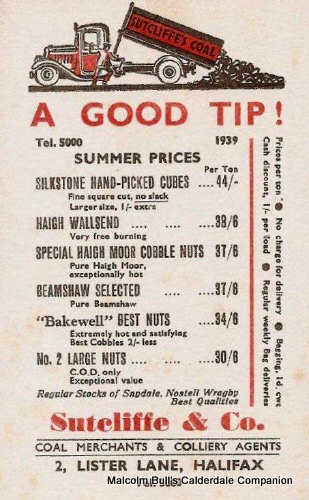 SUTCLIFFE'S COAL
A GOOD TIP!
Tel. 5000 1939
SUMMER PRICES
Per Ton
SILKSTONE HAND-PICKED CUBES .... 44/-
Fine square cut, no slack
Larger size, 1/- extra
HAIGH WALLSEND .... .... 38/6
Very free burning
SPECIAL HAIGH MOOR COBBLE NUTS 37/6
Pure Haigh Moor,
exceptionally hot
BEAMSHAW SELECTED .... .... 37/6
Pure Beamshaw
"Bakewell" BEST NUTS .... 34/6
Extremely hot and satisfying
Best Cobbles 2/- less
No. 2 LARGE NUTS .... .... 30/6
C.O.D. only
Exceptional value
Regular Stocks of Sapdale, Nostell Wragby
Best Qualities
Prices per ton ● No charge for delivery ● Bagging, 1d. cwt
Cash discount, 1/- per load ● Regular weekly Bag deliveries
Sutcliffe & Co.
COAL MERCHANTS & COLLIERY AGENTS
2, LISTER LANE, HALIFAX
Malcolm Bull's Calderdale Companion